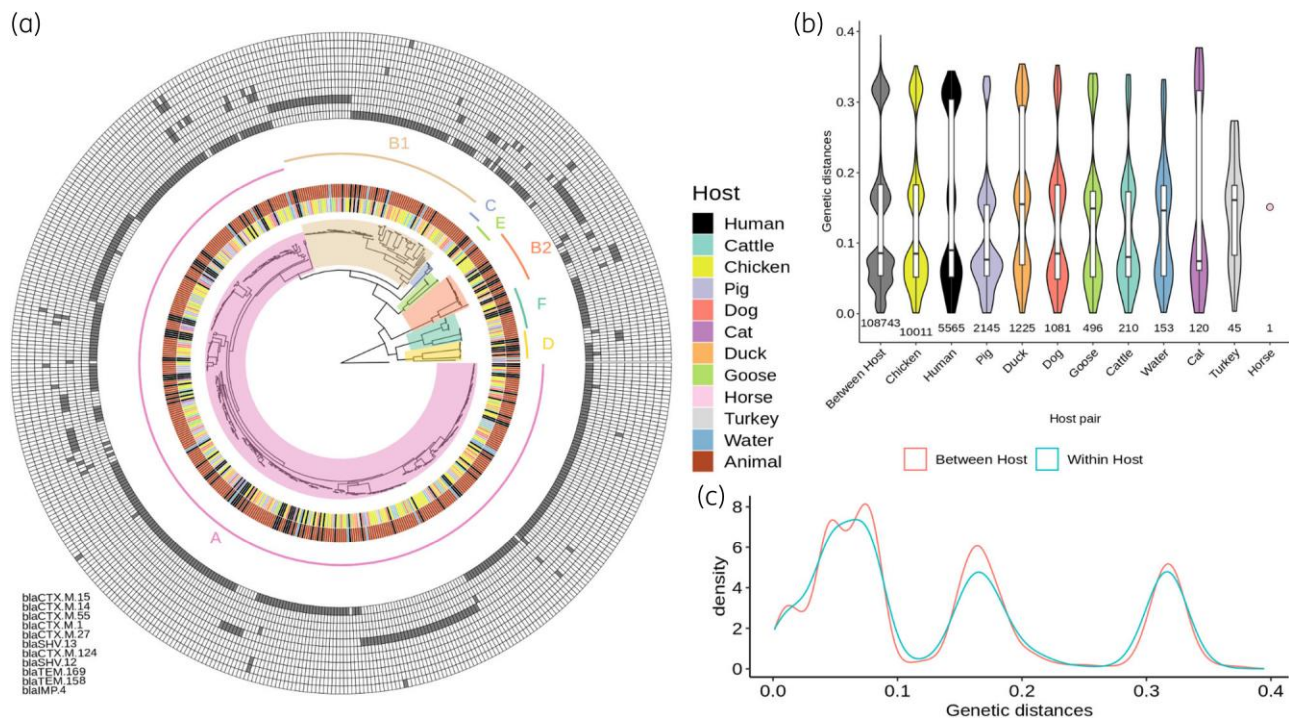 (a)
B1
C
E
B2
F
D
A
blaCTX.M.15
blaCTX.M.14
blaCTX.M.55
blaCTX.M.1
blaCTX.M.27
blaSHV.13
blaCTX.M.124
blaSHV.12
blaTEM.169
blaTEM.158
blaIMP.4
Host
Human
Cattle
Chicken
Pig
Dog
Cat
Duck
Goose
Horse
Turkey
Water
Animal
(b)
Genetic distances
0.4
0.3
0.2
0.1
0.0
108743 10011 5565 2145 1225 1081 496 210 153 120 45 1
Between Host Chicken Human Pig Duck Dog Goose Cattle Water Cat Turkey Horse
Host pair
Between Host Within Host
(c)
density
8
6
4
2
0
0.0 0.1 0.2 0.3 0.4
Genetic distances